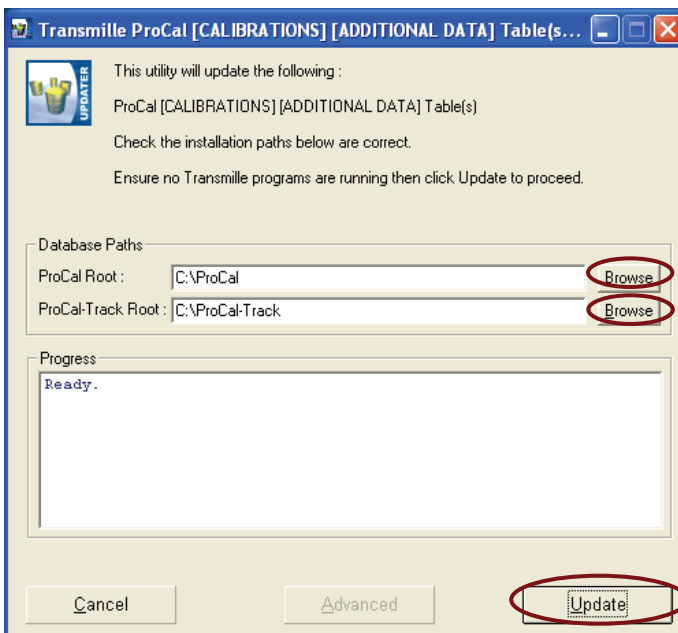 Transmille ProCal [CALIBRATIONS] [ADDITIONAL DATA] Table(s...
UPDATER
This utility will update the following :
ProCal [CALIBRATIONS] [ADDITIONAL DATA] Table(s)
Check the installation paths below are correct.
Ensure no Transmille programs are running then click Update to proceed.
Database Paths
ProCal Root : C:\ProCal Browse
ProCal-Track Root : C:\ProCal-Track Browse
Progress
Ready.
Cancel Advanced Update